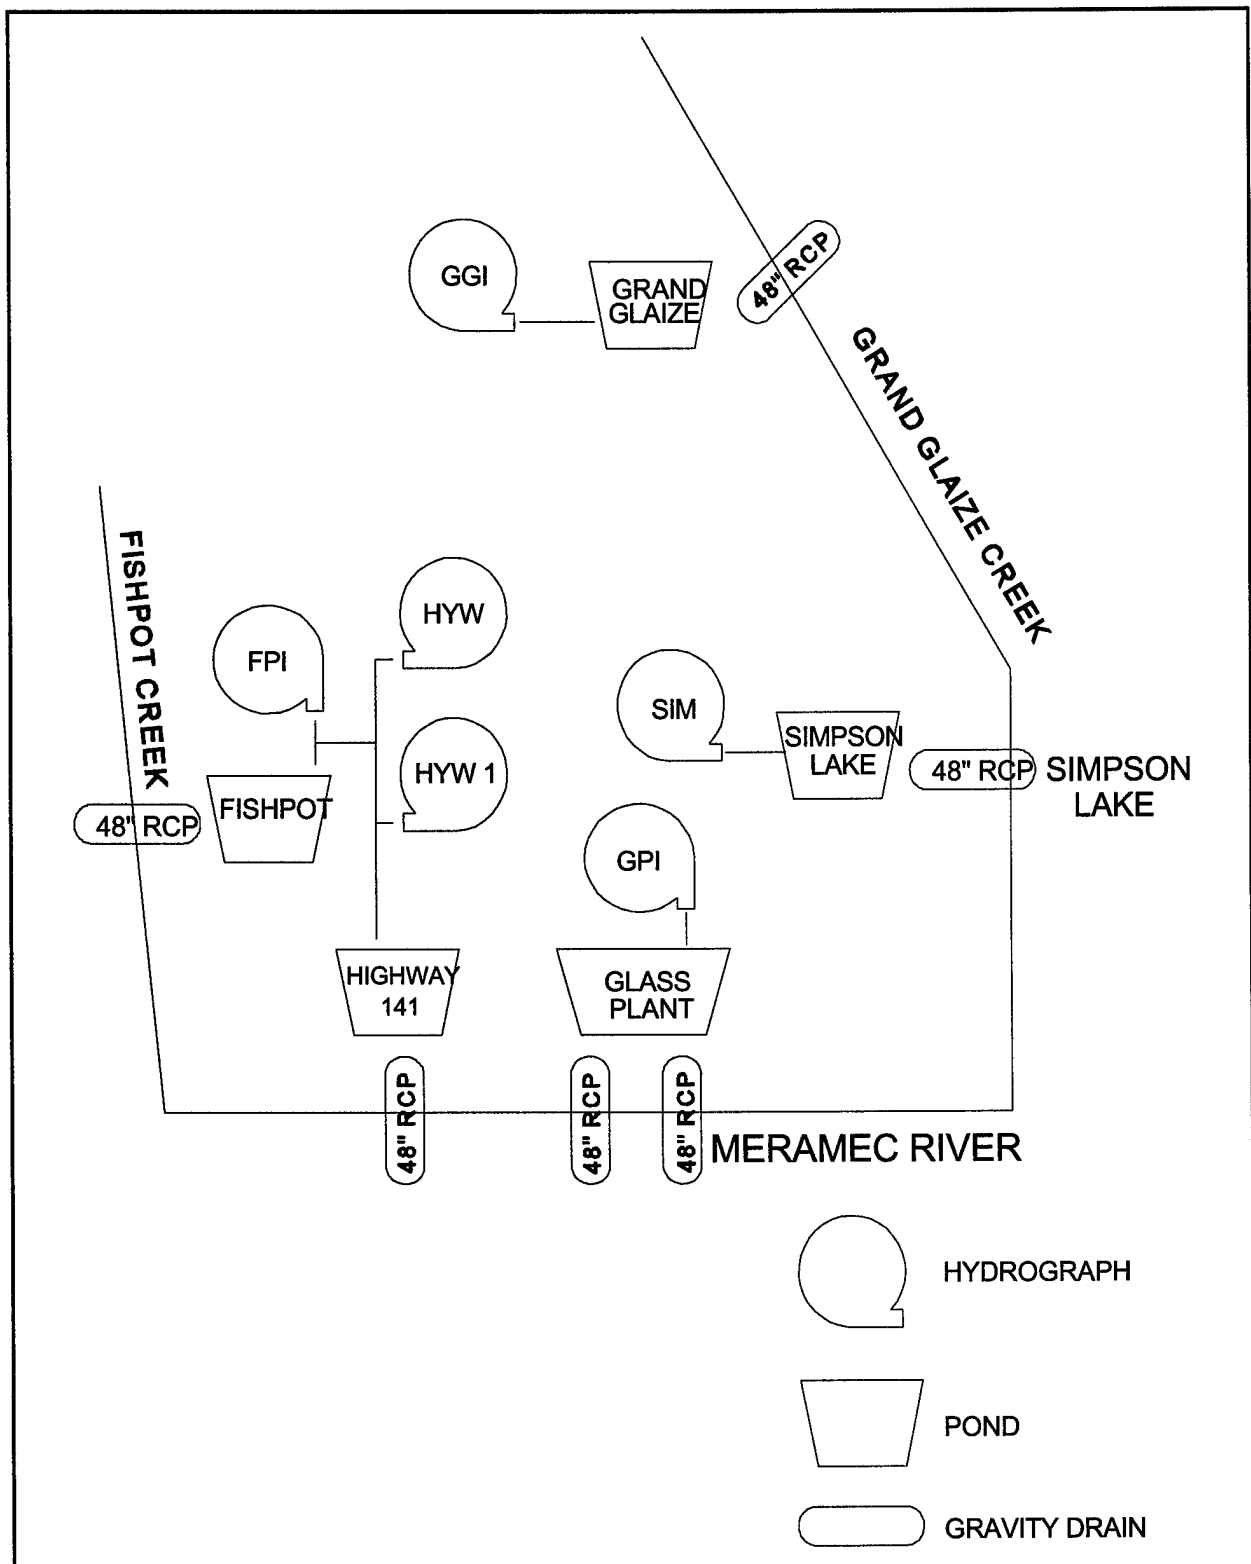 GGI
GRAND
GLAIZE
48" RCP
GRAND GLAIZE CREEK
FISHPOT CREEK
HYW
FPI
SIM
SIMPSON
LAKE
48" RCP
SIMPSON
LAKE
HYW 1
FISHPOT
48" RCP
GPI
HIGHWAY
141
GLASS
PLANT
48" RCP
48" RCP
48" RCP
MERAMEC RIVER
HYDROGRAPH
POND
GRAVITY DRAIN